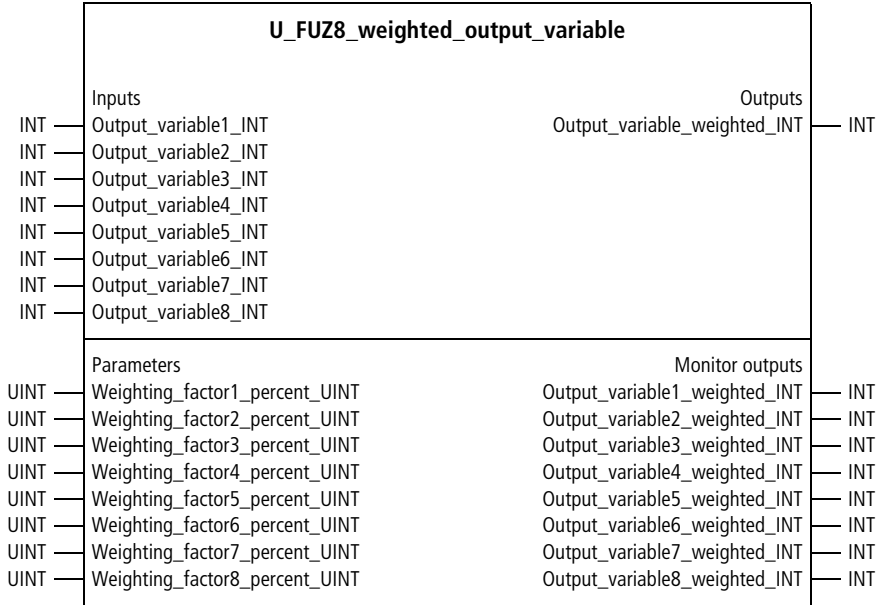 U_FUZ8_weighted_output_variable
Inputs Outputs
INT Output_variable1_INT Output_variable_weighted_INT INT
INT Output_variable2_INT
INT Output_variable3_INT
INT Output_variable4_INT
INT Output_variable5_INT
INT Output_variable6_INT
INT Output_variable7_INT
INT Output_variable8_INT
Parameters Monitor outputs
UINT Weighting_factor1_percent_UINT Output_variable1_weighted_INT INT
UINT Weighting_factor2_percent_UINT Output_variable2_weighted_INT INT
UINT Weighting_factor3_percent_UINT Output_variable3_weighted_INT INT
UINT Weighting_factor4_percent_UINT Output_variable4_weighted_INT INT
UINT Weighting_factor5_percent_UINT Output_variable5_weighted_INT INT
UINT Weighting_factor6_percent_UINT Output_variable6_weighted_INT INT
UINT Weighting_factor7_percent_UINT Output_variable7_weighted_INT INT
UINT Weighting_factor8_percent_UINT Output_variable8_weighted_INT INT